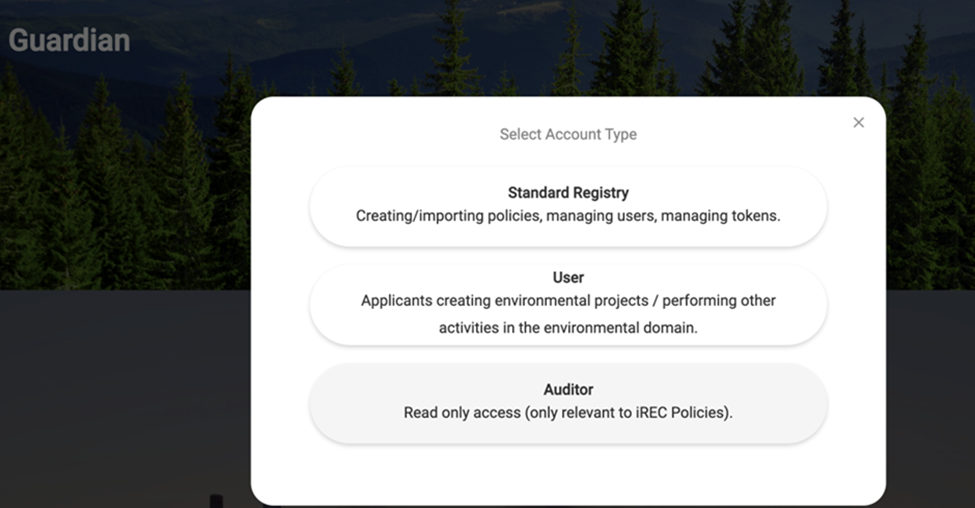 Guardian
Select Account Type
Standard Registry
Creating/importing policies, managing users, managing tokens.
User
Applicants creating environmental projects / performing other
activities in the environmental domain.
Auditor
Read only access (only relevant to iREC Policies).